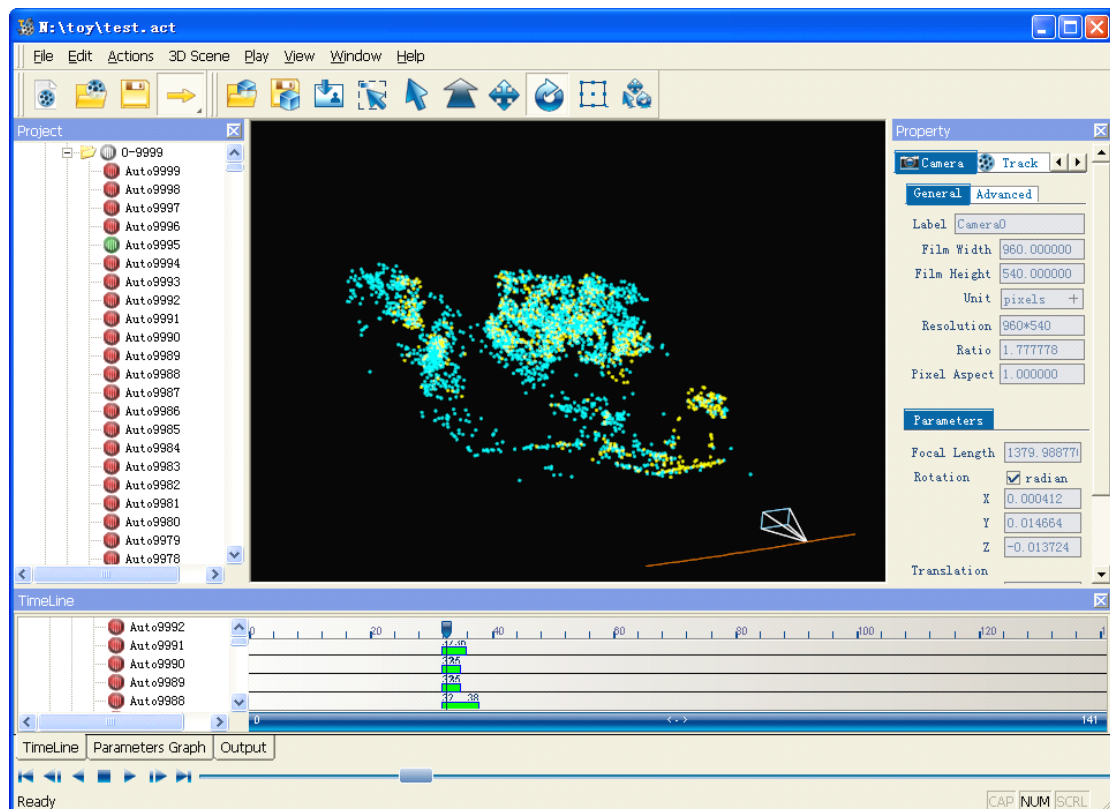 N:\toy\test.act
File Edit Actions 3D Scene Play View Window Help
Project
0-9999
Auto9999
Auto9998
Auto9997
Auto9996
Auto9995
Auto9994
Auto9993
Auto9992
Auto9991
Auto9990
Auto9989
Auto9988
Auto9987
Auto9986
Auto9985
Auto9984
Auto9983
Auto9982
Auto9981
Auto9980
Auto9979
Auto9978
Property
Camera Track
General Advanced
Label Camera0
Film Width 960.000000
Film Height 540.000000
Unit pixels +
Resolution 960*540
Ratio 1.777778
Pixel Aspect 1.000000
Parameters
Focal Length
Rotation radian
X 0.000412
Y 0.014664
Z -0.013724
Translation
TimeLine
Auto9992
Auto9991
Auto9990
Auto9989
Auto9988
0 20 40 60 80 100 120
32 38
0 <-> 141
TimeLine Parameters Graph Output
Ready
CAP NUM SCRL